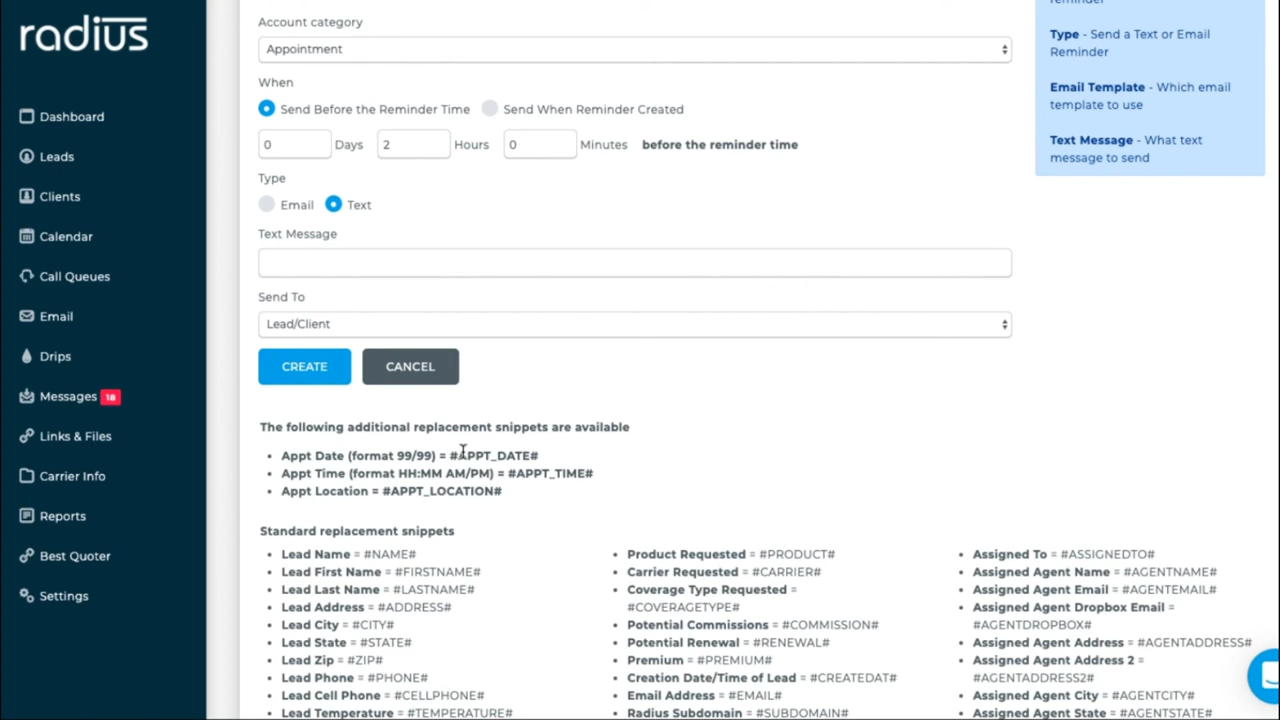 radius
Dashboard
Leads
Clients
Calendar
Call Queues
Email
Drips
Messages 18
Links & Files
Carrier Info
Reports
Best Quoter
Settings
Account category
Appointment
When
Send Before the Reminder Time Send When Reminder Created
0 Days 2 Hours 0 Minutes before the reminder time
Type
Email Text
Text Message
Send To
Lead/Client
CREATE CANCEL
The following additional replacement snippets are available
• Appt Date (format 99/99) = #APPT_DATE#
• Appt Time (format HH:MM AM/PM) = #APPT_TIME#
• Appt Location = #APPT_LOCATION#
Standard replacement snippets
• Lead Name = #NAME#
• Lead First Name = #FIRSTNAME#
• Lead Last Name = #LASTNAME#
• Lead Address = #ADDRESS#
• Lead City = #CITY#
• Lead State = #STATE#
• Lead Zip = #ZIP#
• Lead Phone = #PHONE#
• Lead Cell Phone = #CELLPHONE#
• Lead Temperature = #TEMPERATURE#
• Product Requested = #PRODUCT#
• Carrier Requested = #CARRIER#
• Coverage Type Requested =
#COVERAGETYPE#
• Potential Commissions = #COMMISSION#
• Potential Renewal = #RENEWAL#
• Premium = #PREMIUM#
• Creation Date/Time of Lead = #CREATEDAT#
• Email Address = #EMAIL#
• Radius Subdomain = #SUBDOMAIN#
• Assigned To = #ASSIGNEDTO#
• Assigned Agent Name = #AGENTNAME#
• Assigned Agent Email = #AGENTEMAIL#
• Assigned Agent Dropbox Email =
#AGENTDROPBOX#
• Assigned Agent Address = #AGENTADDRESS#
• Assigned Agent Address 2 =
#AGENTADDRESS2#
• Assigned Agent City = #AGENTCITY#
• Assigned Agent State = #AGENTSTATE#
reminder
Type - Send a Text or Email
Reminder
Email Template - Which email
template to use
Text Message - What text
message to send